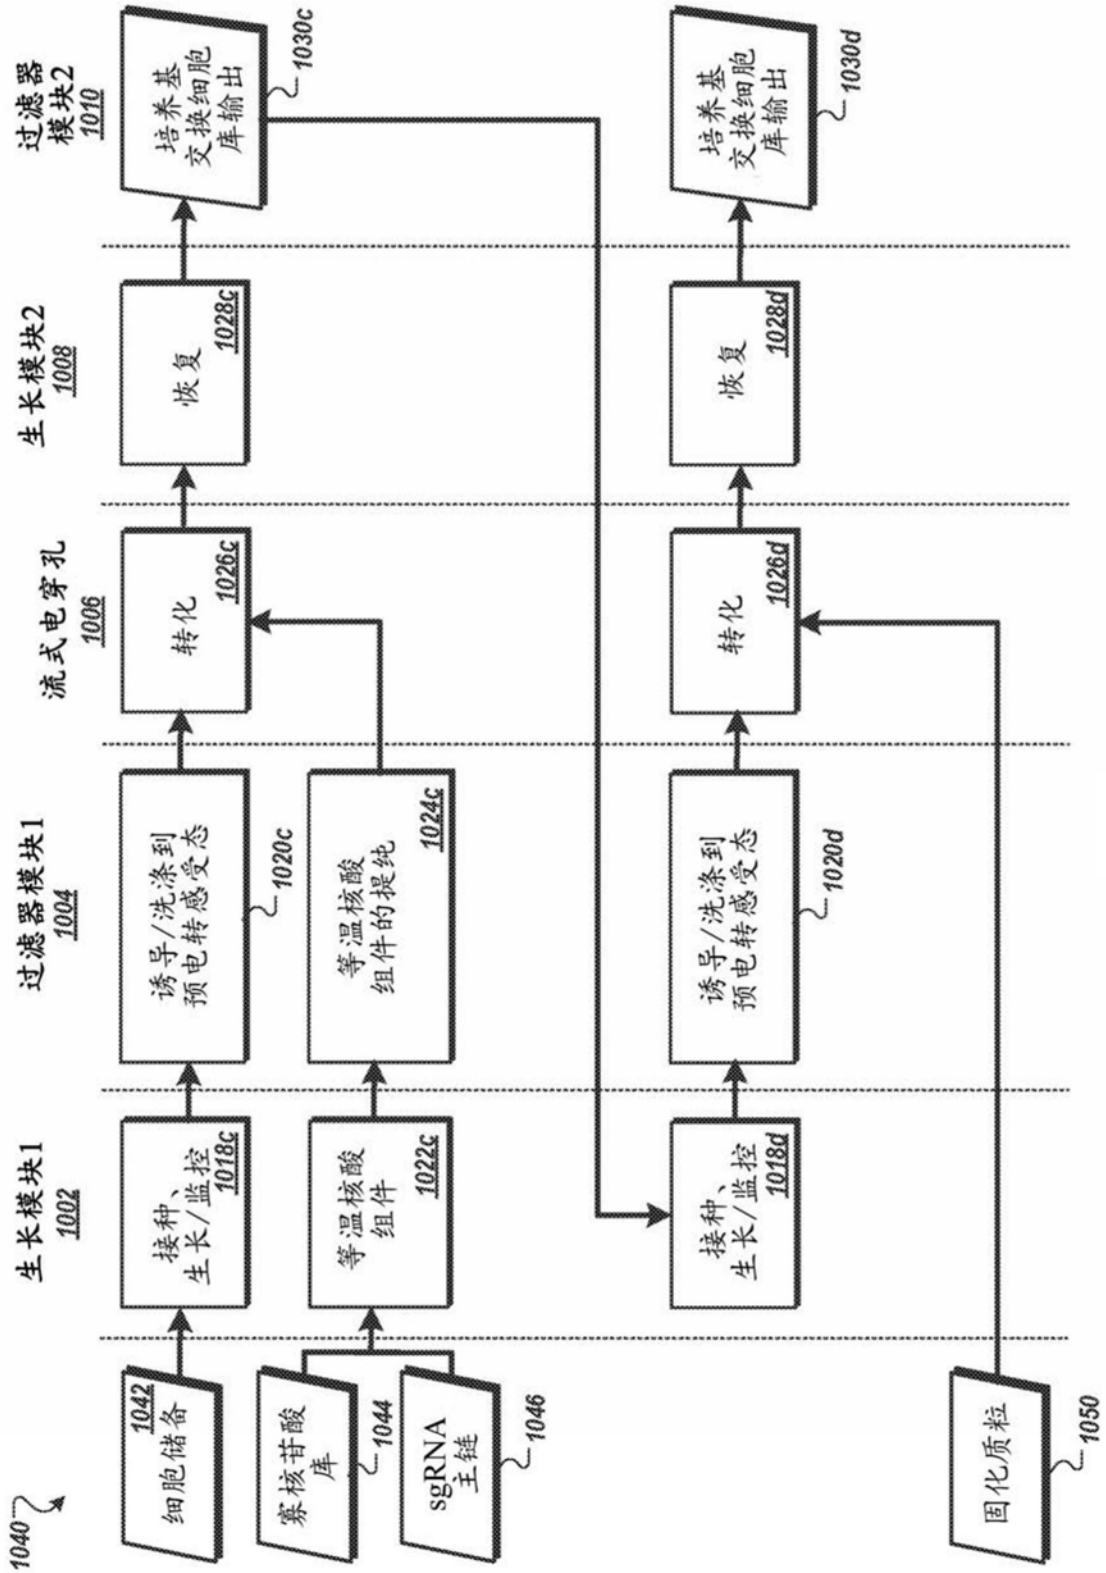 1040
生长模块1
1002
过滤器模块1
1004
流式电穿孔
1006
生长模块2
1008
过滤器
模块2
1010
1042
细胞储备
接种、
生长/监控
1018c
诱导/洗涤到
预电转感受态
1020c
转化
1026c
恢复
1028c
培养基
交换细胞
库输出
1030c
寡核苷酸
库
1044
sgRNA
主链
1046
等温核酸
组件
1022c
等温核酸
组件的提纯
1024c
接种、
生长/监控
1018d
诱导/洗涤到
预电转感受态
1020d
转化
1026d
恢复
1028d
培养基
交换细胞
库输出
1030d
固化质粒
1050